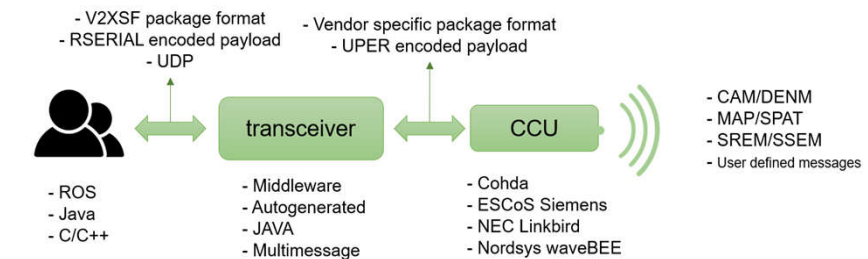 - V2XSF package format
- RSERIAL encoded payload
- UDP
- Vendor specific package format
- UPER encoded payload
transceiver
CCU
- CAM/DENM
- MAP/SPAT
- SREM/SSEM
- User defined messages
- ROS
- Java
- C/C++
- Middleware
- Autogenerated
- JAVA
- Multimessage
- Cohda
- ESCoS Siemens
- NEC Linkbird
- Nordsys waveBEE